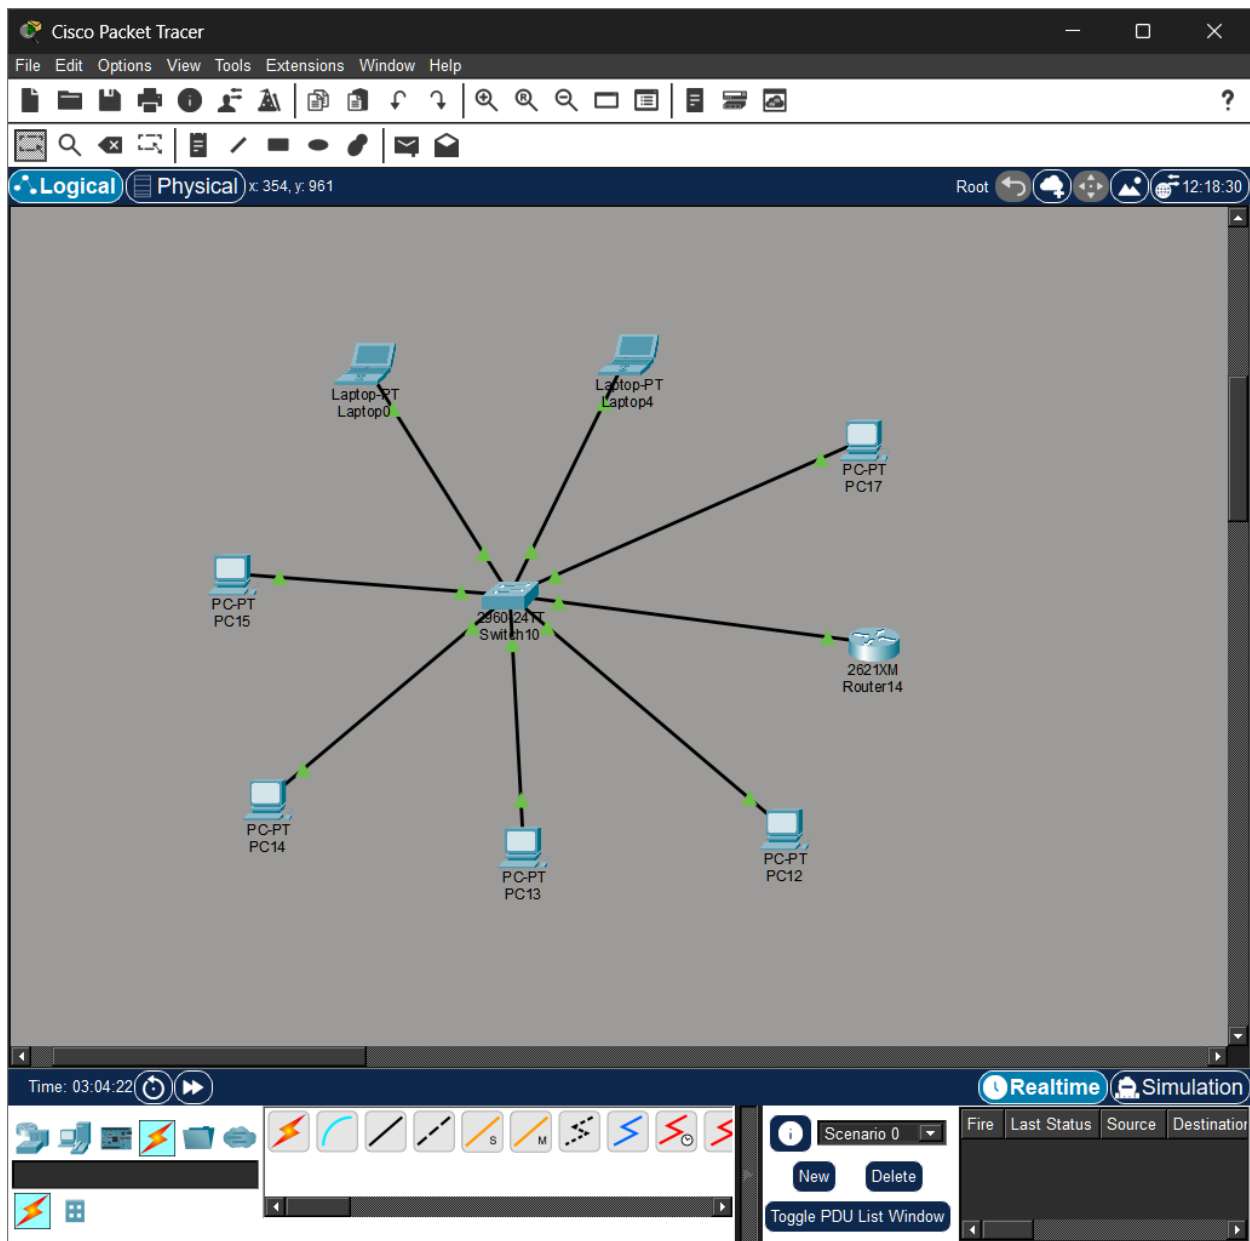 Cisco Packet Tracer
File Edit Options View Tools Extensions Window Help
?
Logical Physical x: 354, y: 961 Root 12:18:30
Laptop-PT
Laptop0
Laptop-PT
Laptop4
PC-PT
PC17
PC-PT
PC15
2960-24TT
Switch10
2621XM
Router14
PC-PT
PC14
PC-PT
PC13
PC-PT
PC12
Time: 03:04:22 Realtime Simulation
S M
Scenario 0
New Delete
Toggle PDU List Window
Fire Last Status Source Destination